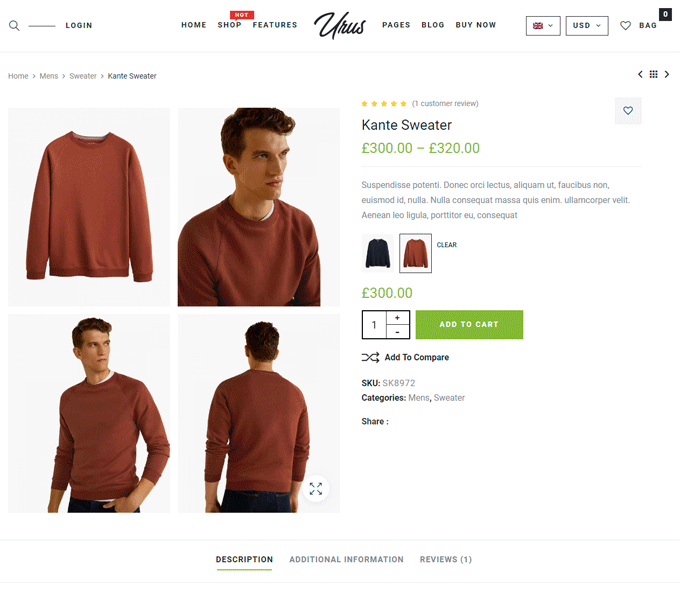 LOGIN
HOME
HOT
SHOP
FEATURES
Urus
PAGES
BLOG
BUY NOW
USD
BAG
0
Home > Mens > Sweater > Kante Sweater
(1 customer review)
Kante Sweater
£300.00 – £320.00
Suspendisse potenti. Donec orci lectus, aliquam ut, faucibus non,
euismod id, nulla. Nulla consequat massa quis enim. ullamcorper velit.
Aenean leo ligula, porttitor eu, consequat
CLEAR
£300.00
1 + -
ADD TO CART
Add To Compare
SKU: SK8972
Categories: Mens, Sweater
Share :
DESCRIPTION
ADDITIONAL INFORMATION
REVIEWS (1)